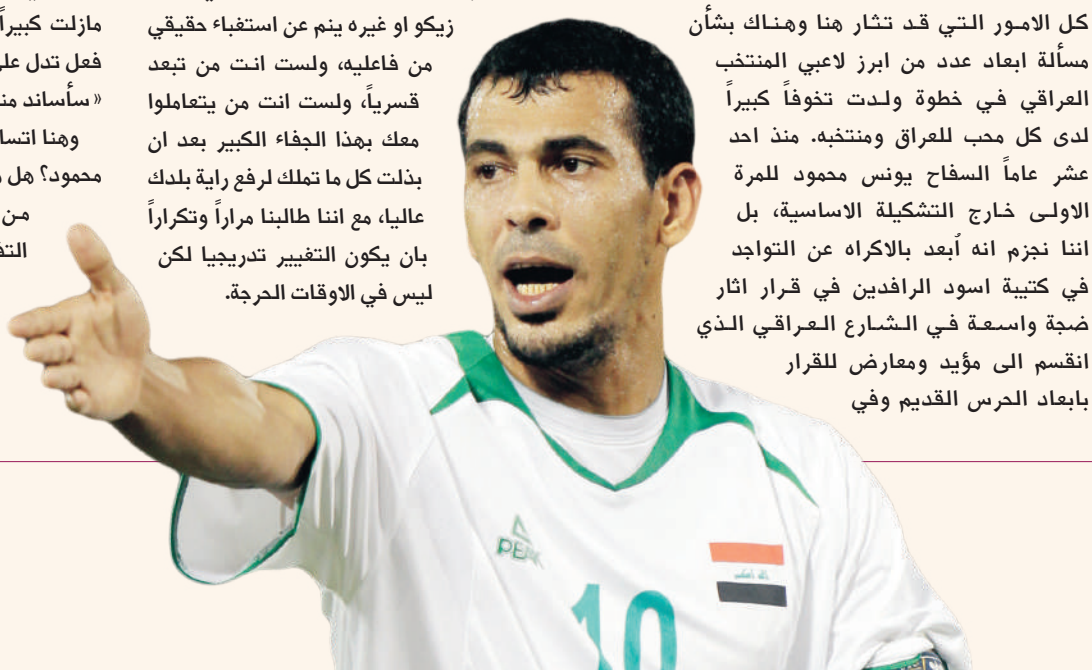 كل الامور التي قد تثار هنا وهناك بشأن
مسألة ابعاد عدد من ابرز لاعبي المنتخب
العراقي في خطوة ولدت تخوفاً كبيراً
لدى كل محب للعراق ومنتخبه. منذ احد
عشر عاماً السفاح يونس محمود للمرة
الاولى خارج التشكيلة الاساسية، بل
اننا نجزم انه اُبعد بالاكراه عن التواجد
في كتيبة اسود الرافدين في قرار اثار
ضجة واسعة في الشارع العراقي الذي
انقسم الى مؤيد ومعارض للقرار
بابعاد الحرس القديم وفي
زيكو او غيره ينم عن استغباء حقيقي
من فاعليه، ولست انت من تبعد
قسرياً، ولست انت من يتعاملوا
معك بهذا الجفاء الكبير بعد ان
بذلت كل ما تملك لرفع راية بلدك
عاليا، مع اننا طالبنا مراراً وتكراراً
بان يكون التغيير تدريجيا لكن
ليس في الاوقات الحرجة.
مازلت كبيراً
فعل تدل
«سأساند
وهنا
محمود؟ هل
من
PEAK
10